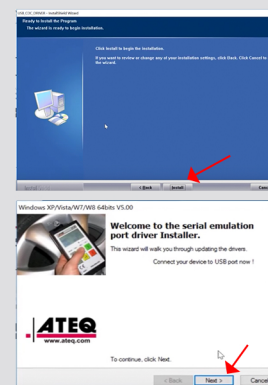 Ready to Install the Program
The wizard is ready to begin installation.
Click Install to begin the installation.
If you want to review or change any of your installation settings, click Back. Click Cancel to exit
the wizard.
< Back
Install
Windows XP/Vista/W7/W8 64bits V5.00
Welcome to the serial emulation
port driver Installer.
This wizard will walk you through updating the drivers.
Connect your device to USB port now !
ATEQ
www.ateq.com
To continue, click Next.
< Back
Next >
Cancel